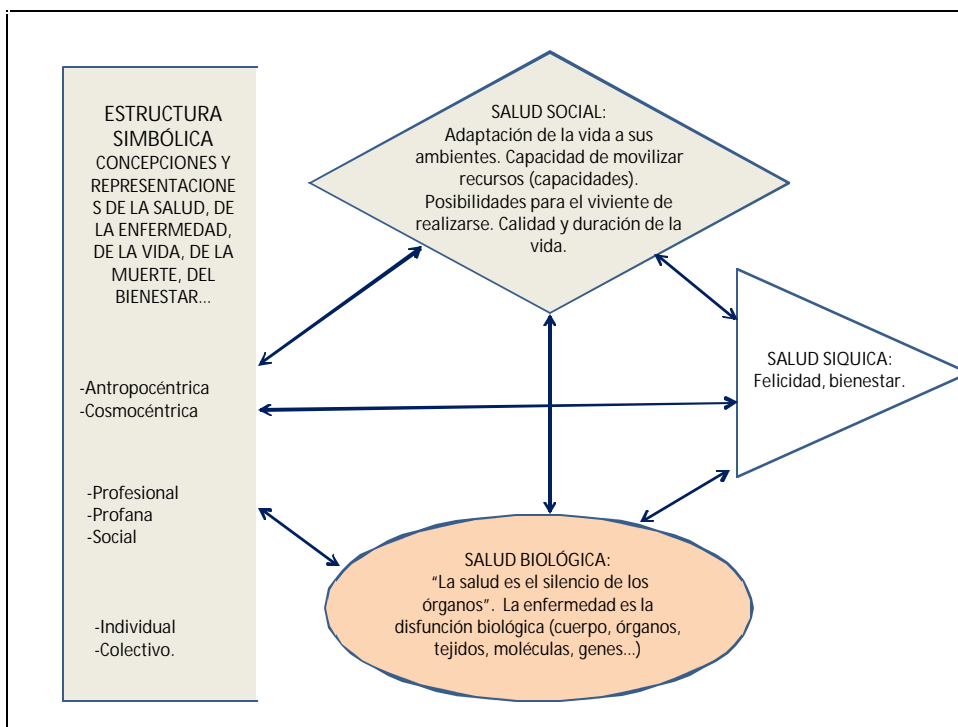 ESTRUCTURA
SIMBÓLICA
CONCEPCIONES Y
REPRESENTACIONE
S DE LA SALUD, DE
LA ENFERMEDAD,
DE LA VIDA, DE LA
MUERTE, DEL
BIENESTAR...
-Antropocéntrica
-Cosmocéntrica
-Profesional
-Profana
-Social
-Individual
-Colectivo.
SALUD SOCIAL:
Adaptación de la vida a sus
ambientes. Capacidad de movilizar
recursos (capacidades).
Posibilidades para el viviente de
realizarse. Calidad y duración de la
vida.
SALUD SIQUICA:
Felicidad, bienestar.
SALUD BIOLÓGICA:
“La salud es el silencio de los
órganos”. La enfermedad es la
disfunción biológica (cuerpo, órganos,
tejidos, moléculas, genes...)